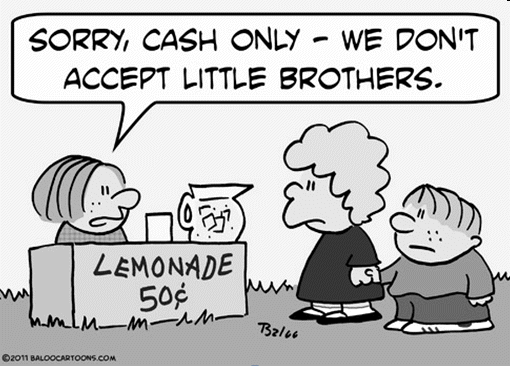 SORRY, CASH ONLY - WE DON'T
ACCEPT LITTLE BROTHERS.
LEMONADE
50¢
©2011 BALOOCARTOONS.COM